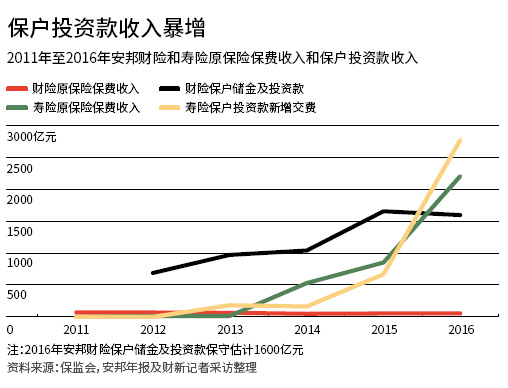 保户投资款收入暴增
2011年至2016年安邦财险和寿险原保险保费收入和保户投资款收入
财险原保险保费收入 财险保户储金及投资款
寿险原保险保费收入 寿险保户投资款新增交费
3000亿元
2500
2000
1500
1000
500
0 2011 2012 2013 2014 2015 2016
注:2016年安邦财险保户储金及投资款保守估计1600亿元
资料来源:保监会,安邦年报及财新记者采访整理